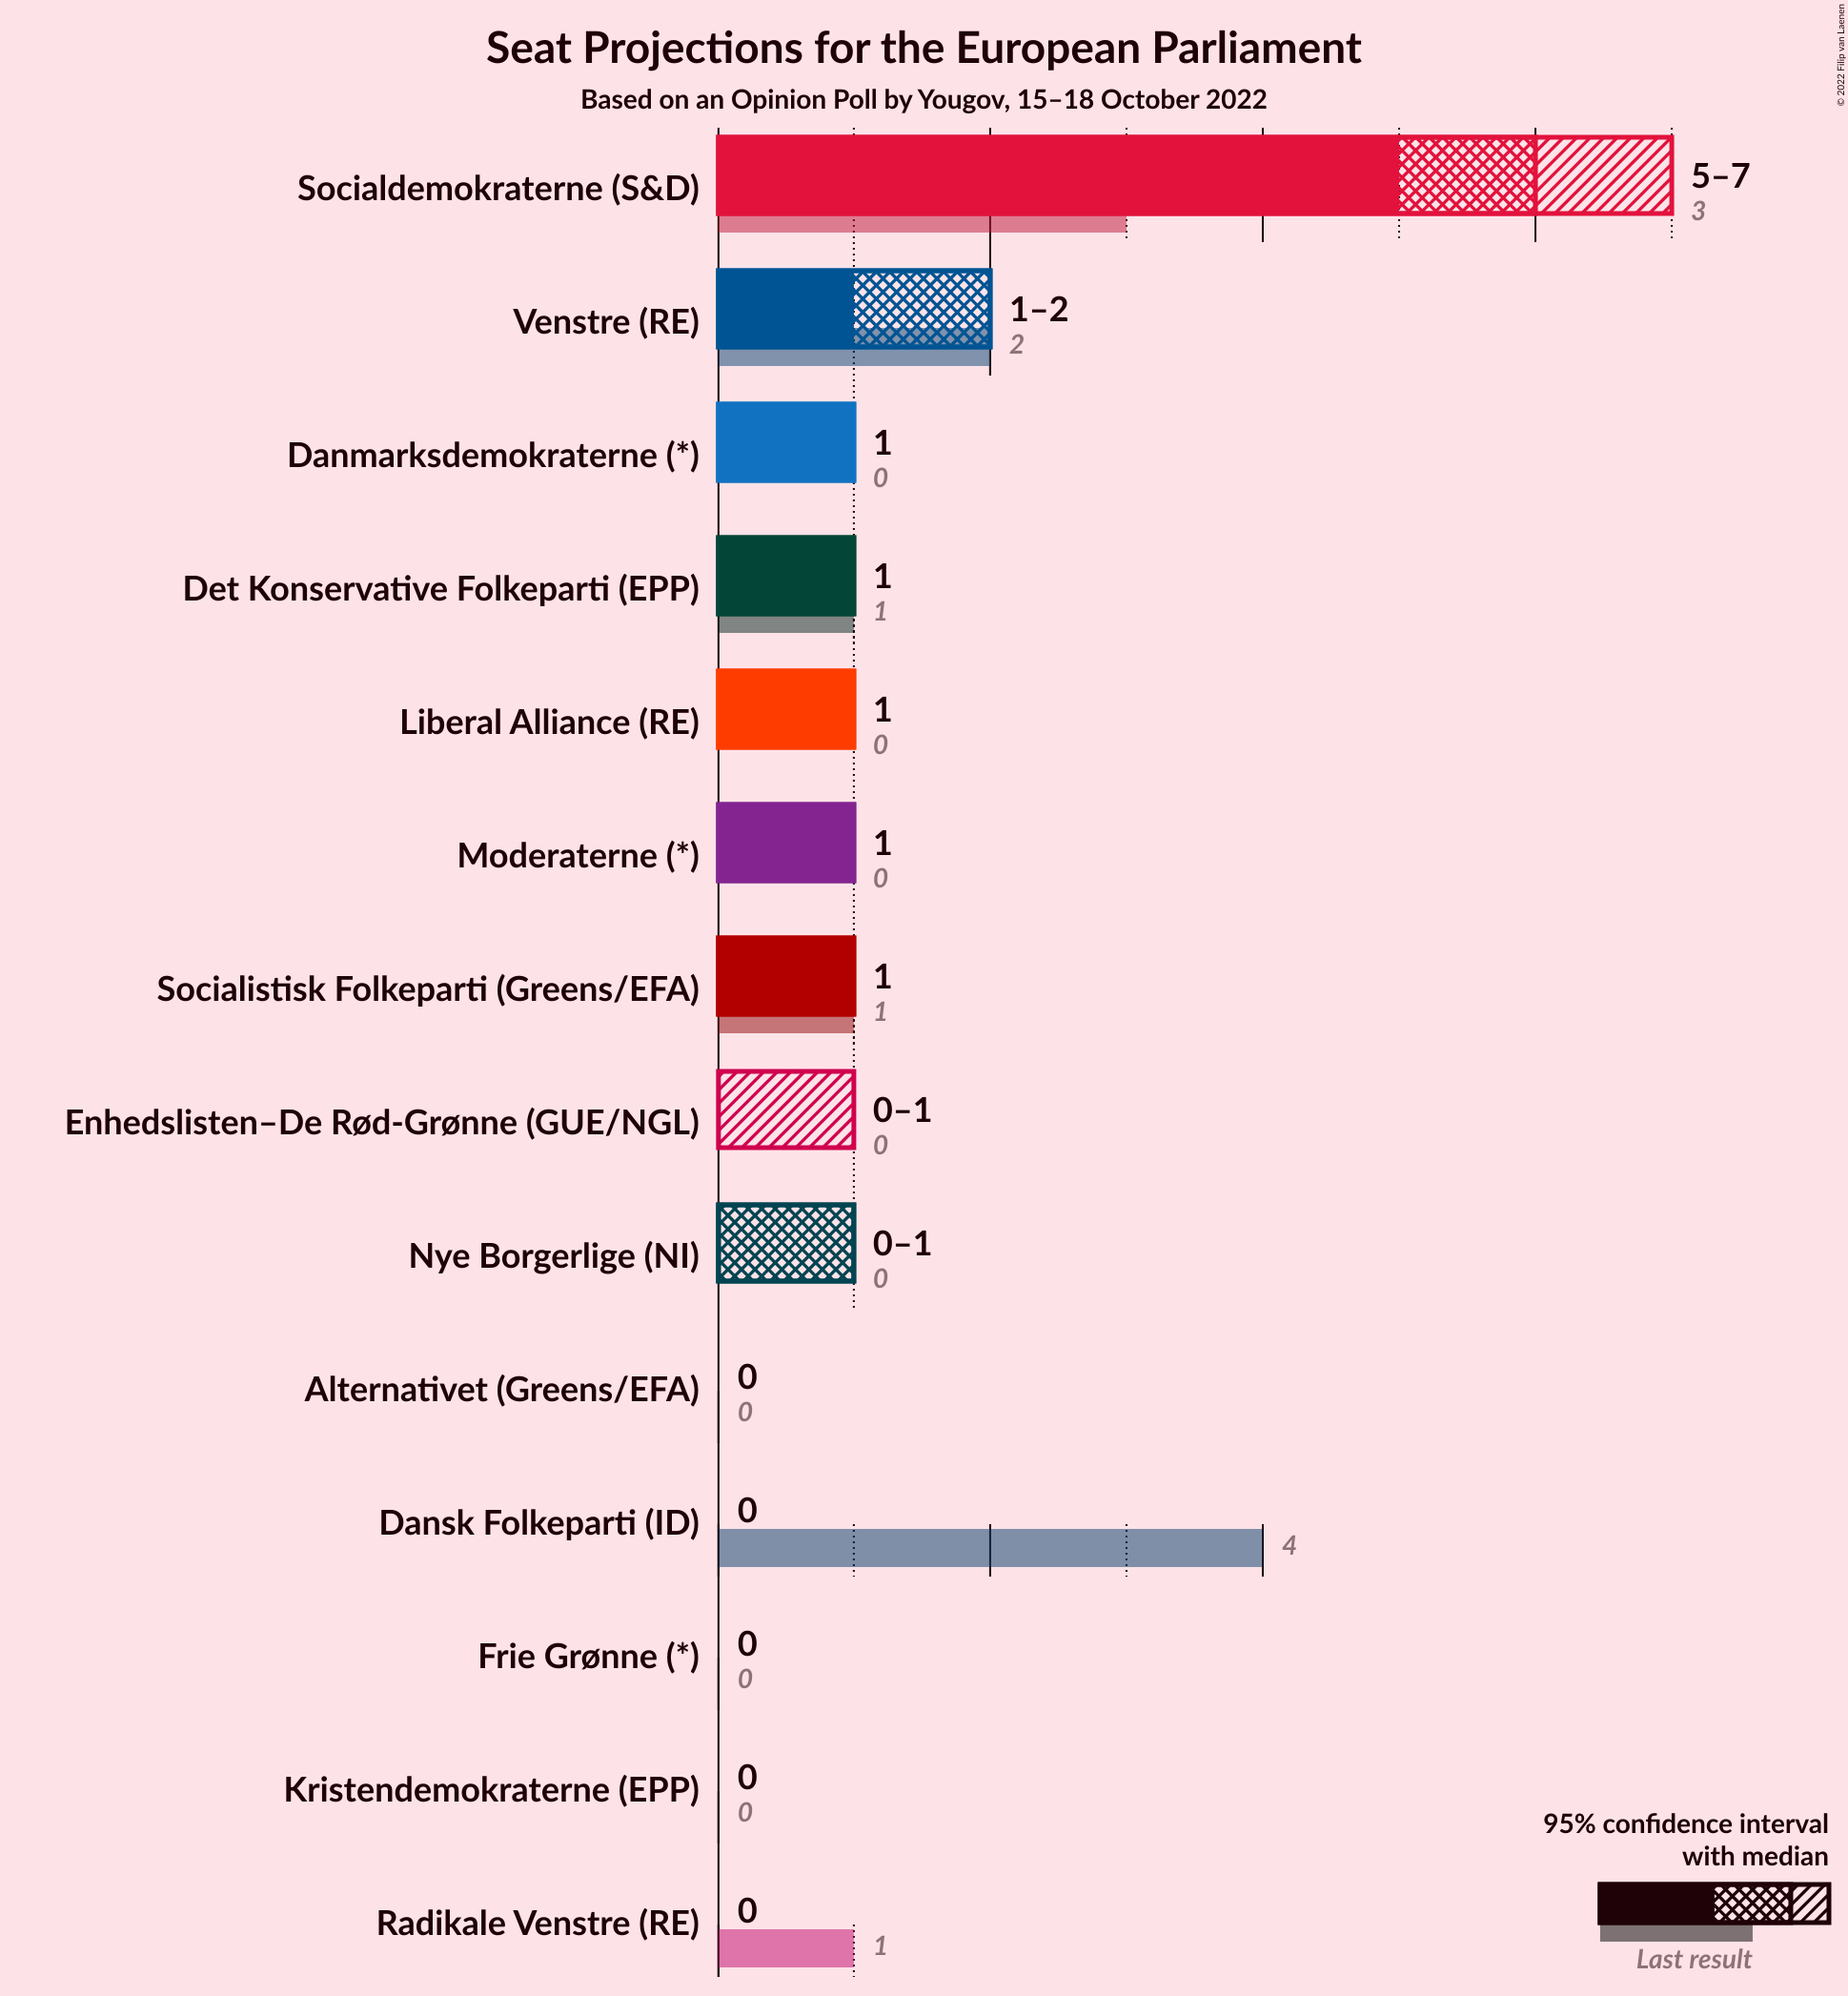 Seat Projections for the European Parliament
Based on an Opinion Poll by Yougov, 15–18 October 2022
© 2022 Filip van Laenen
Socialdemokraterne (S&D)
5–7
3
Venstre (RE)
1–2
2
Danmarksdemokraterne (*)
1
0
Det Konservative Folkeparti (EPP)
1
1
Liberal Alliance (RE)
1
0
Moderaterne (*)
1
0
Socialistisk Folkeparti (Greens/EFA)
1
1
Enhedslisten–De Rød-Grønne (GUE/NGL)
0–1
0
Nye Borgerlige (NI)
0–1
0
Alternativet (Greens/EFA)
0
0
Dansk Folkeparti (ID)
0
4
Frie Grønne (*)
0
0
Kristendemokraterne (EPP)
0
0
Radikale Venstre (RE)
0
1
95% confidence interval
with median
Last result